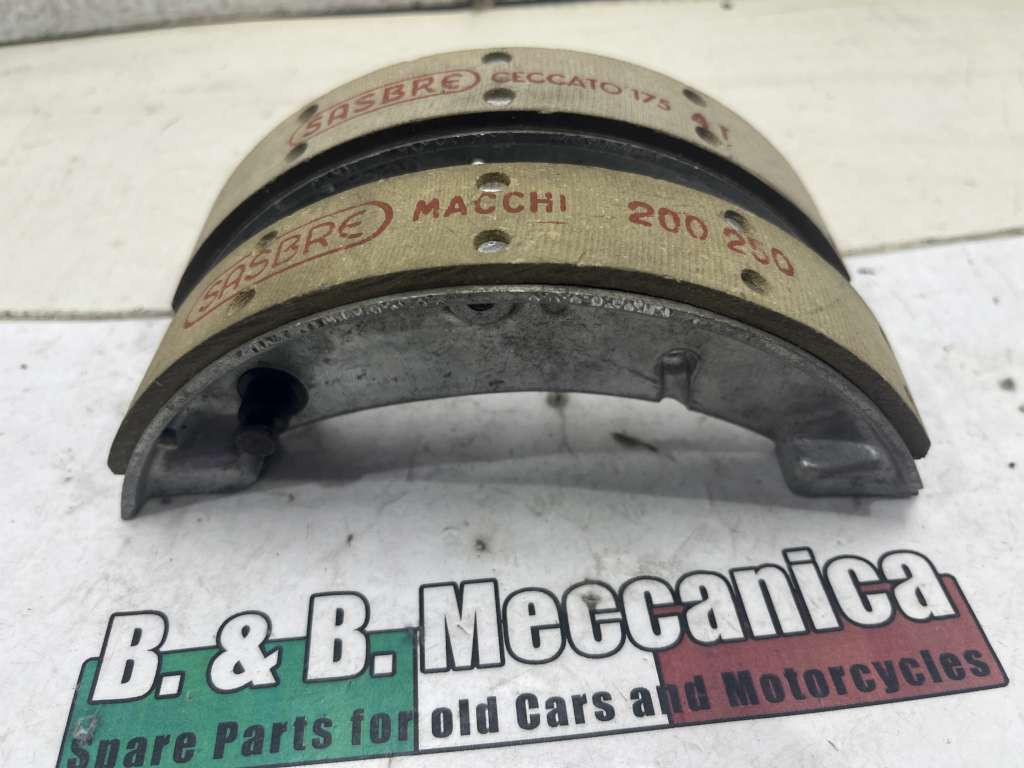 SASBRE CECCATO 175
SASBRE MACCHI 200 250
B. & B. Meccanica
Spare Parts for old Cars and Motorcycles